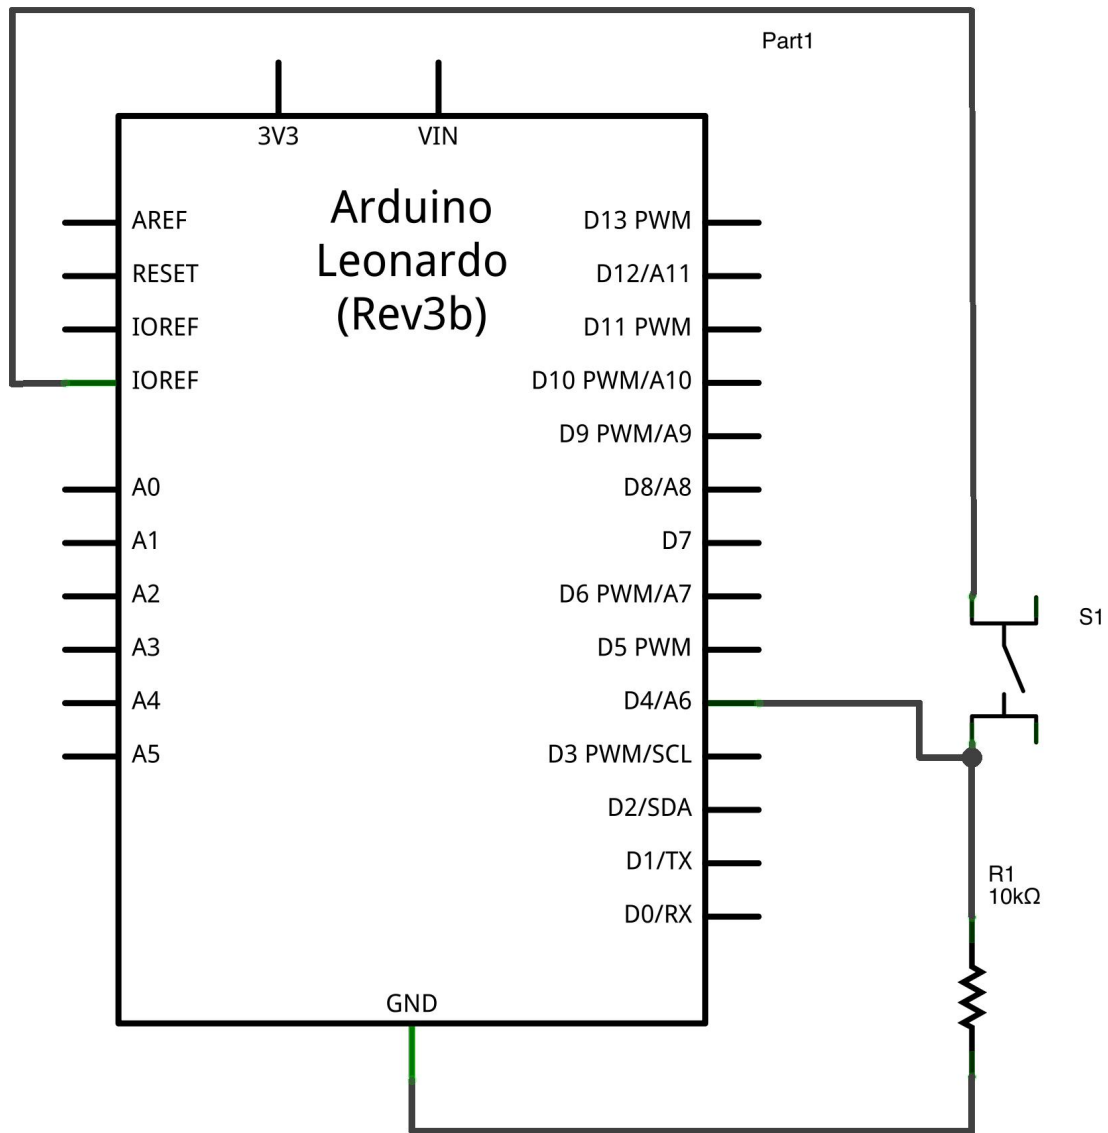 Part1
3V3
VIN
Arduino
Leonardo
(Rev3b)
AREF
RESET
IOREF
IOREF
A0
A1
A2
A3
A4
A5
D13 PWM
D12/A11
D11 PWM
D10 PWM/A10
D9 PWM/A9
D8/A8
D7
D6 PWM/A7
D5 PWM
D4/A6
D3 PWM/SCL
D2/SDA
D1/TX
D0/RX
GND
S1
R1
10kΩ